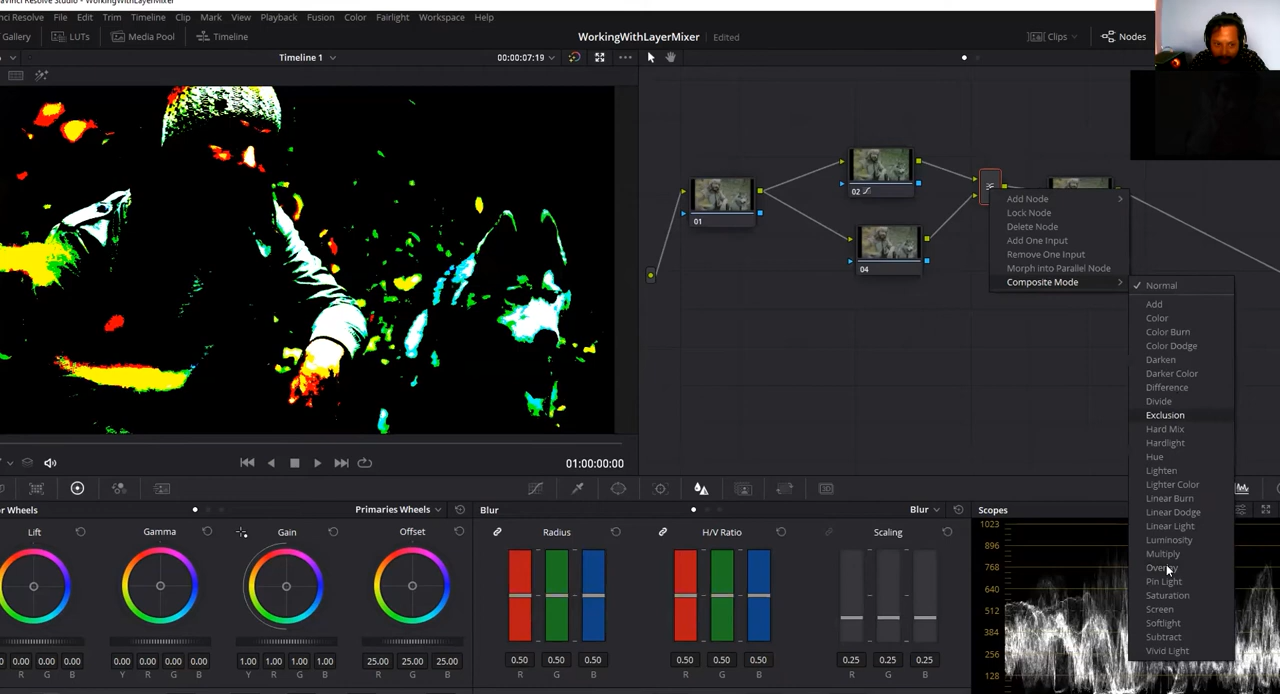 DaVinci Resolve Studio - WorkingWithLayerMixer
DaVinci Resolve File Edit Trim Timeline Clip Mark View Playback Fusion Color Fairlight Workspace Help
Gallery LUTs Media Pool Timeline WorkingWithLayerMixer Edited Clips Nodes
Timeline 1 00:00:07:19
01
02
04
Add Node
Lock Node
Delete Node
Add One Input
Remove One Input
Morph into Parallel Node
Composite Mode
Normal
Add
Color
Color Burn
Color Dodge
Darken
Darker Color
Difference
Divide
Exclusion
Hard Mix
Hardlight
Hue
Lighten
Lighter Color
Linear Burn
Linear Dodge
Linear Light
Luminosity
Multiply
Overlay
Pin Light
Saturation
Screen
Softlight
Subtract
Vivid Light
01:00:00:00
Wheels Primaries Wheels Blur Blur Scopes
Lift Gamma Gain Offset Radius H/V Ratio Scaling
1023
896
768
640
512
384
256
128
0.00 0.00 0.00 0.00 0.00 0.00 0.00 1.00 1.00 1.00 1.00 25.00 25.00 25.00 0.50 0.50 0.50 0.50 0.50 0.50 0.25 0.25 0.25
R G B Y R G B Y R G B R G B R G B R G B R G B